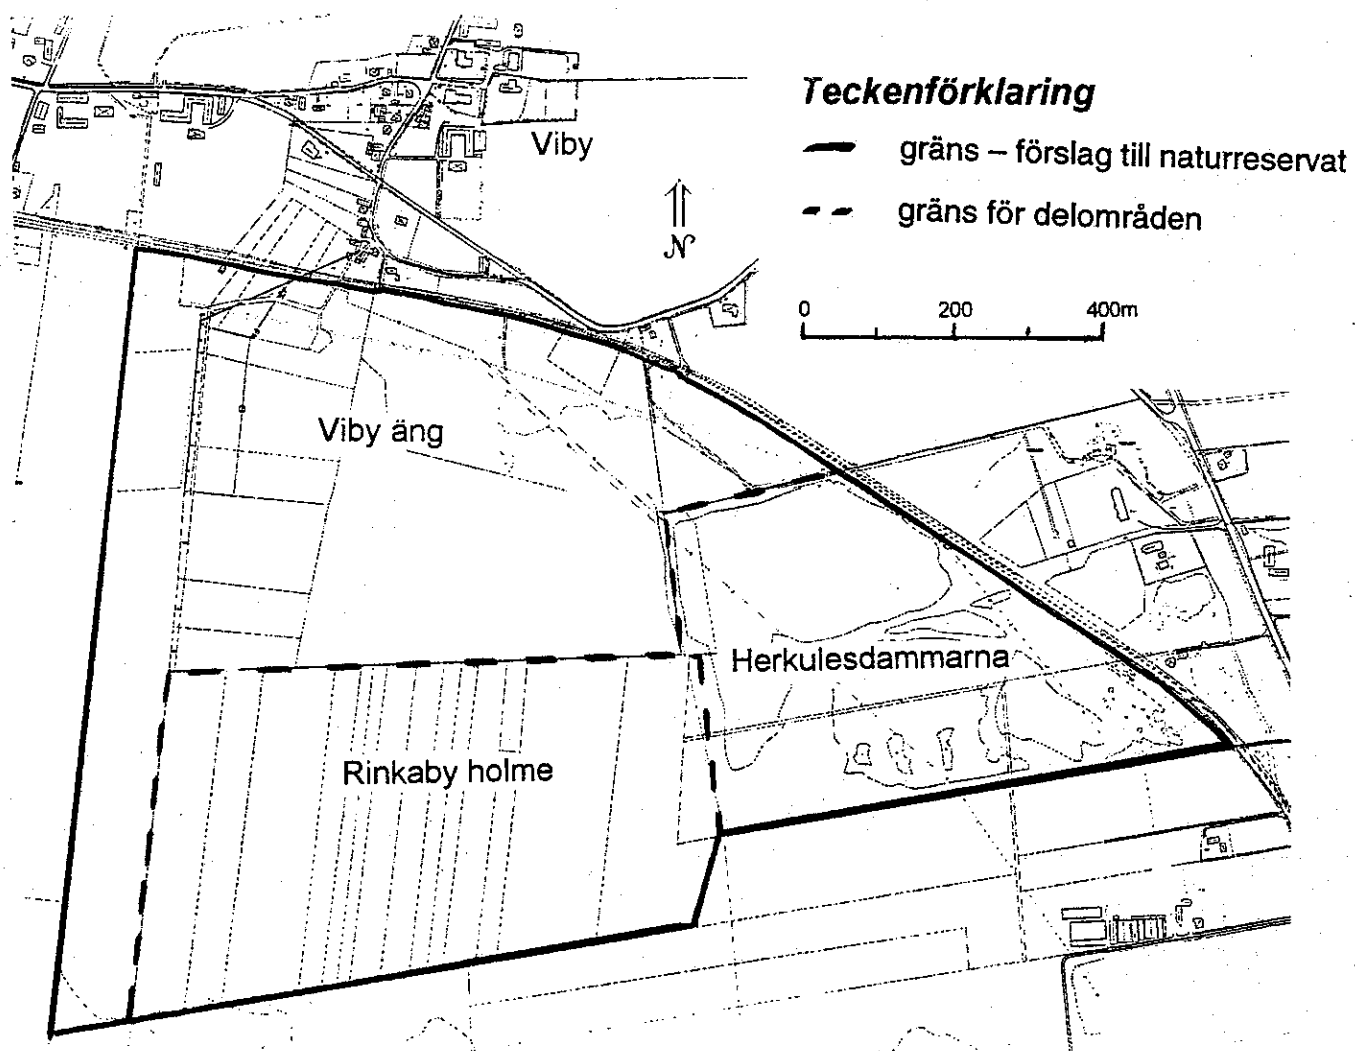 Teckenförklaring
gräns – förslag till naturreservat
gräns för delområden
Viby
N
0 200 400m
Viby äng
Herkulesdammarna
Rinkaby holme